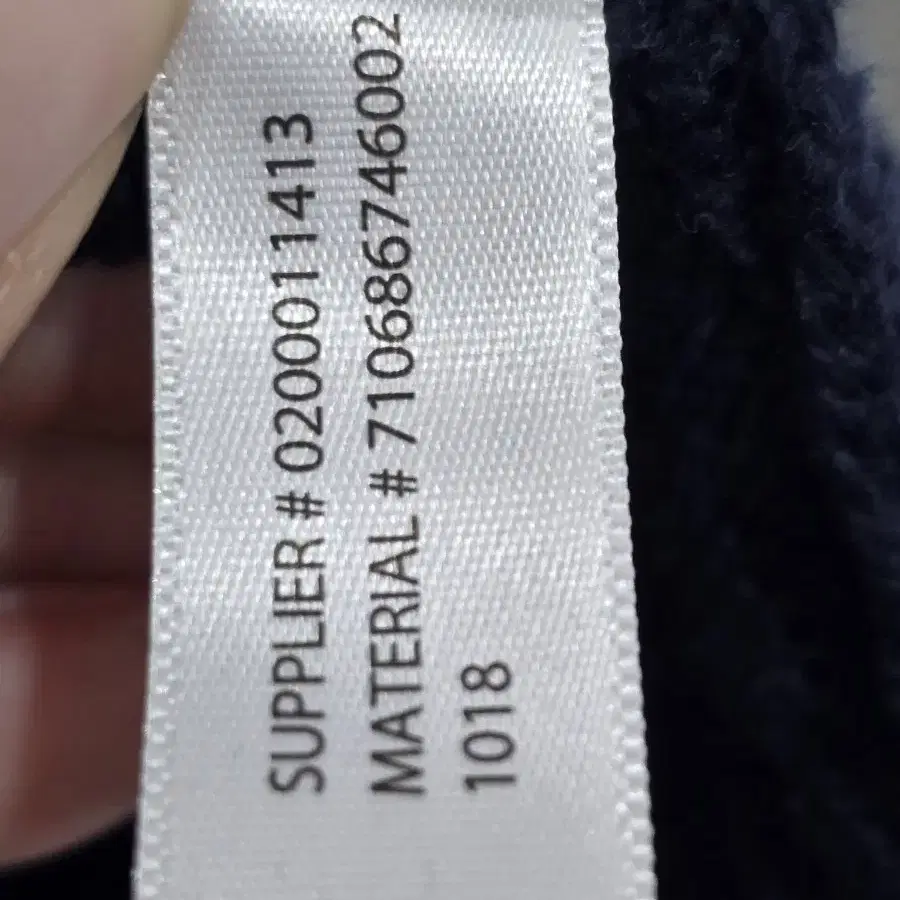 SUPPLIER # 0200011413
MATERIAL # 710686746002
1018